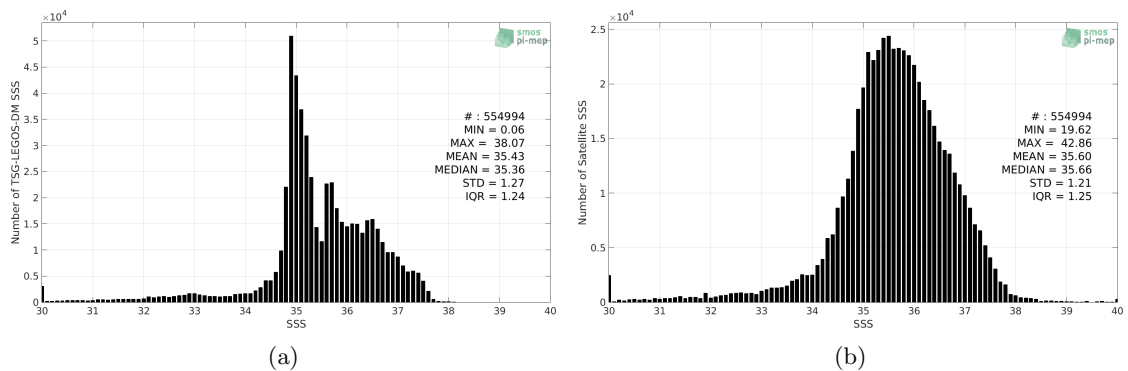 ×10⁴
5
4.5
4
3.5
3
2.5
2
1.5
1
0.5
0
Number of TSG-LEGOS-DM SSS
smos
pi-mep
# : 554994
MIN = 0.06
MAX = 38.07
MEAN = 35.43
MEDIAN = 35.36
STD = 1.27
IQR = 1.24
30 31 32 33 34 35 36 37 38 39 40
SSS
(a)
×10⁴
2.5
2
1.5
1
0.5
0
Number of Satellite SSS
smos
pi-mep
# : 554994
MIN = 19.62
MAX = 42.86
MEAN = 35.60
MEDIAN = 35.66
STD = 1.21
IQR = 1.25
30 31 32 33 34 35 36 37 38 39 40
SSS
(b)